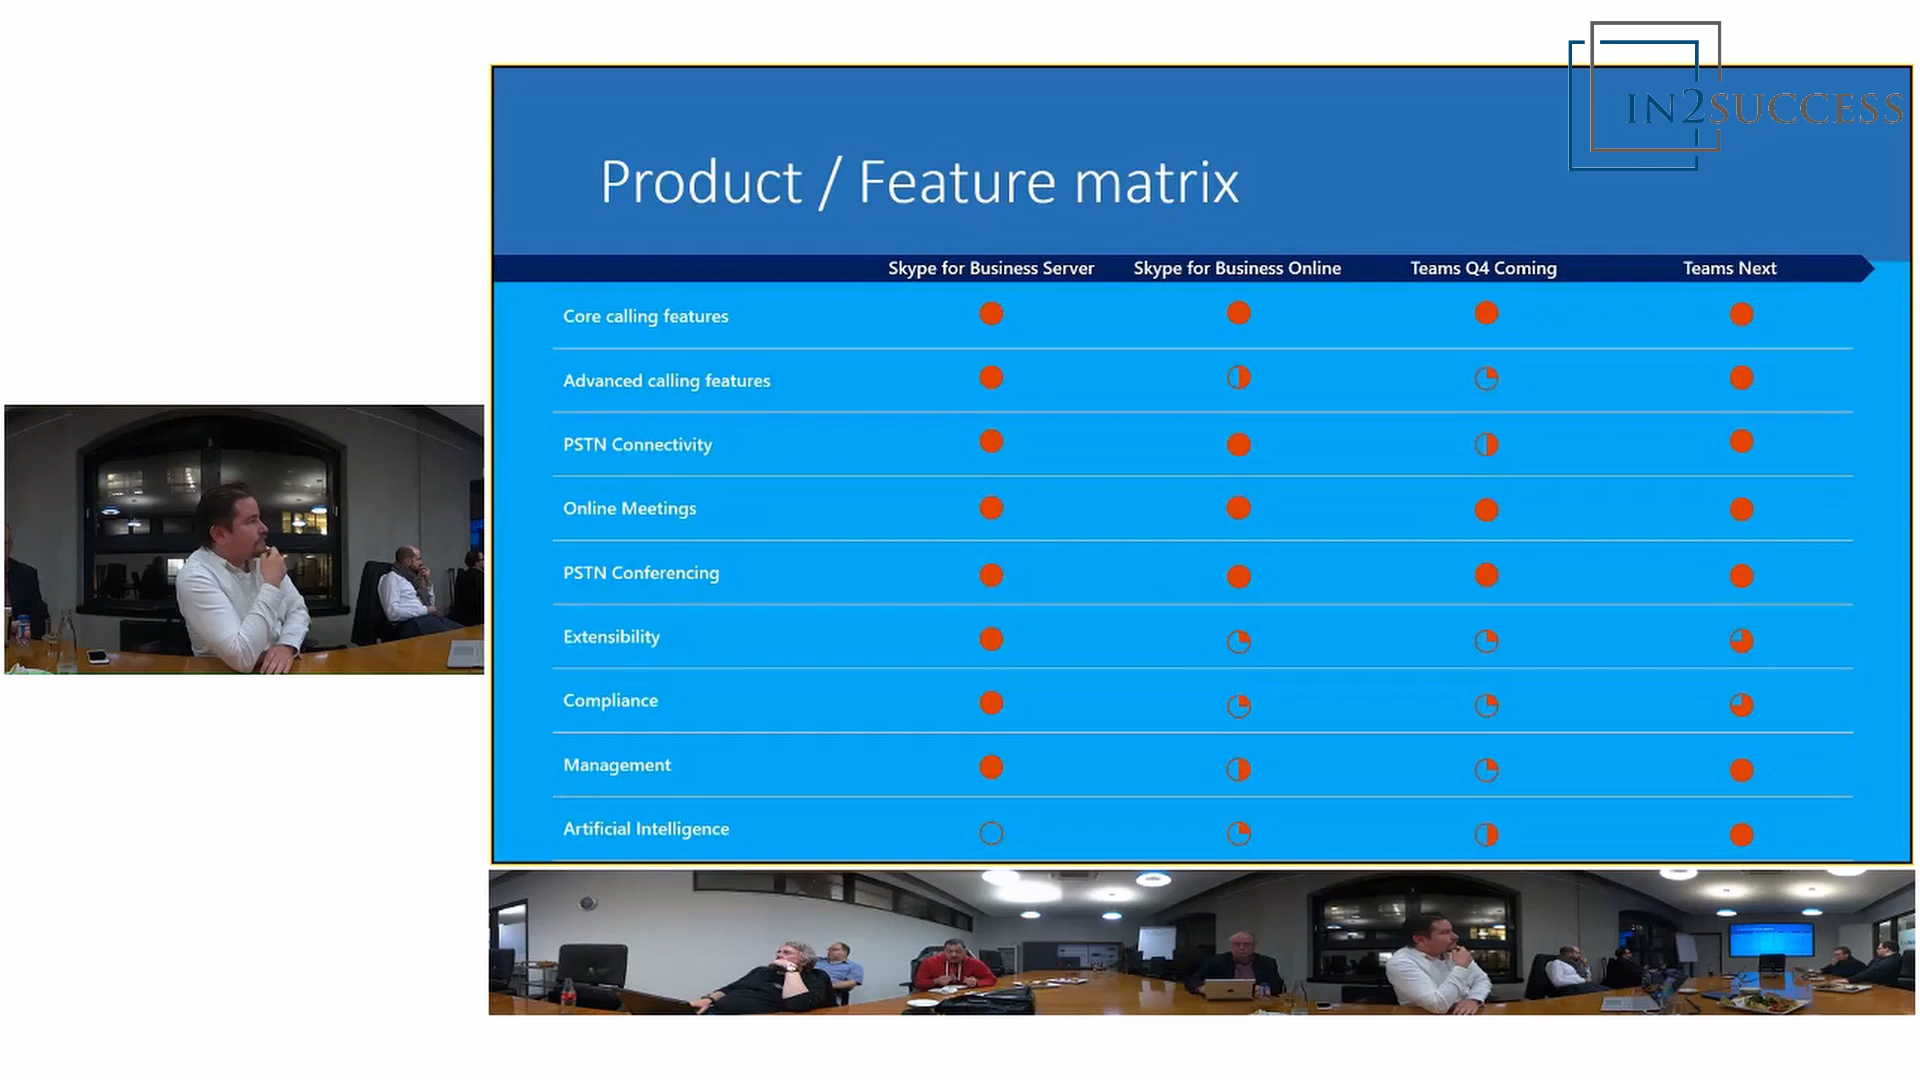 IN2SUCCESS
Product / Feature matrix
Skype for Business Server Skype for Business Online Teams Q4 Coming Teams Next
Core calling features
Advanced calling features
PSTN Connectivity
Online Meetings
PSTN Conferencing
Extensibility
Compliance
Management
Artificial Intelligence